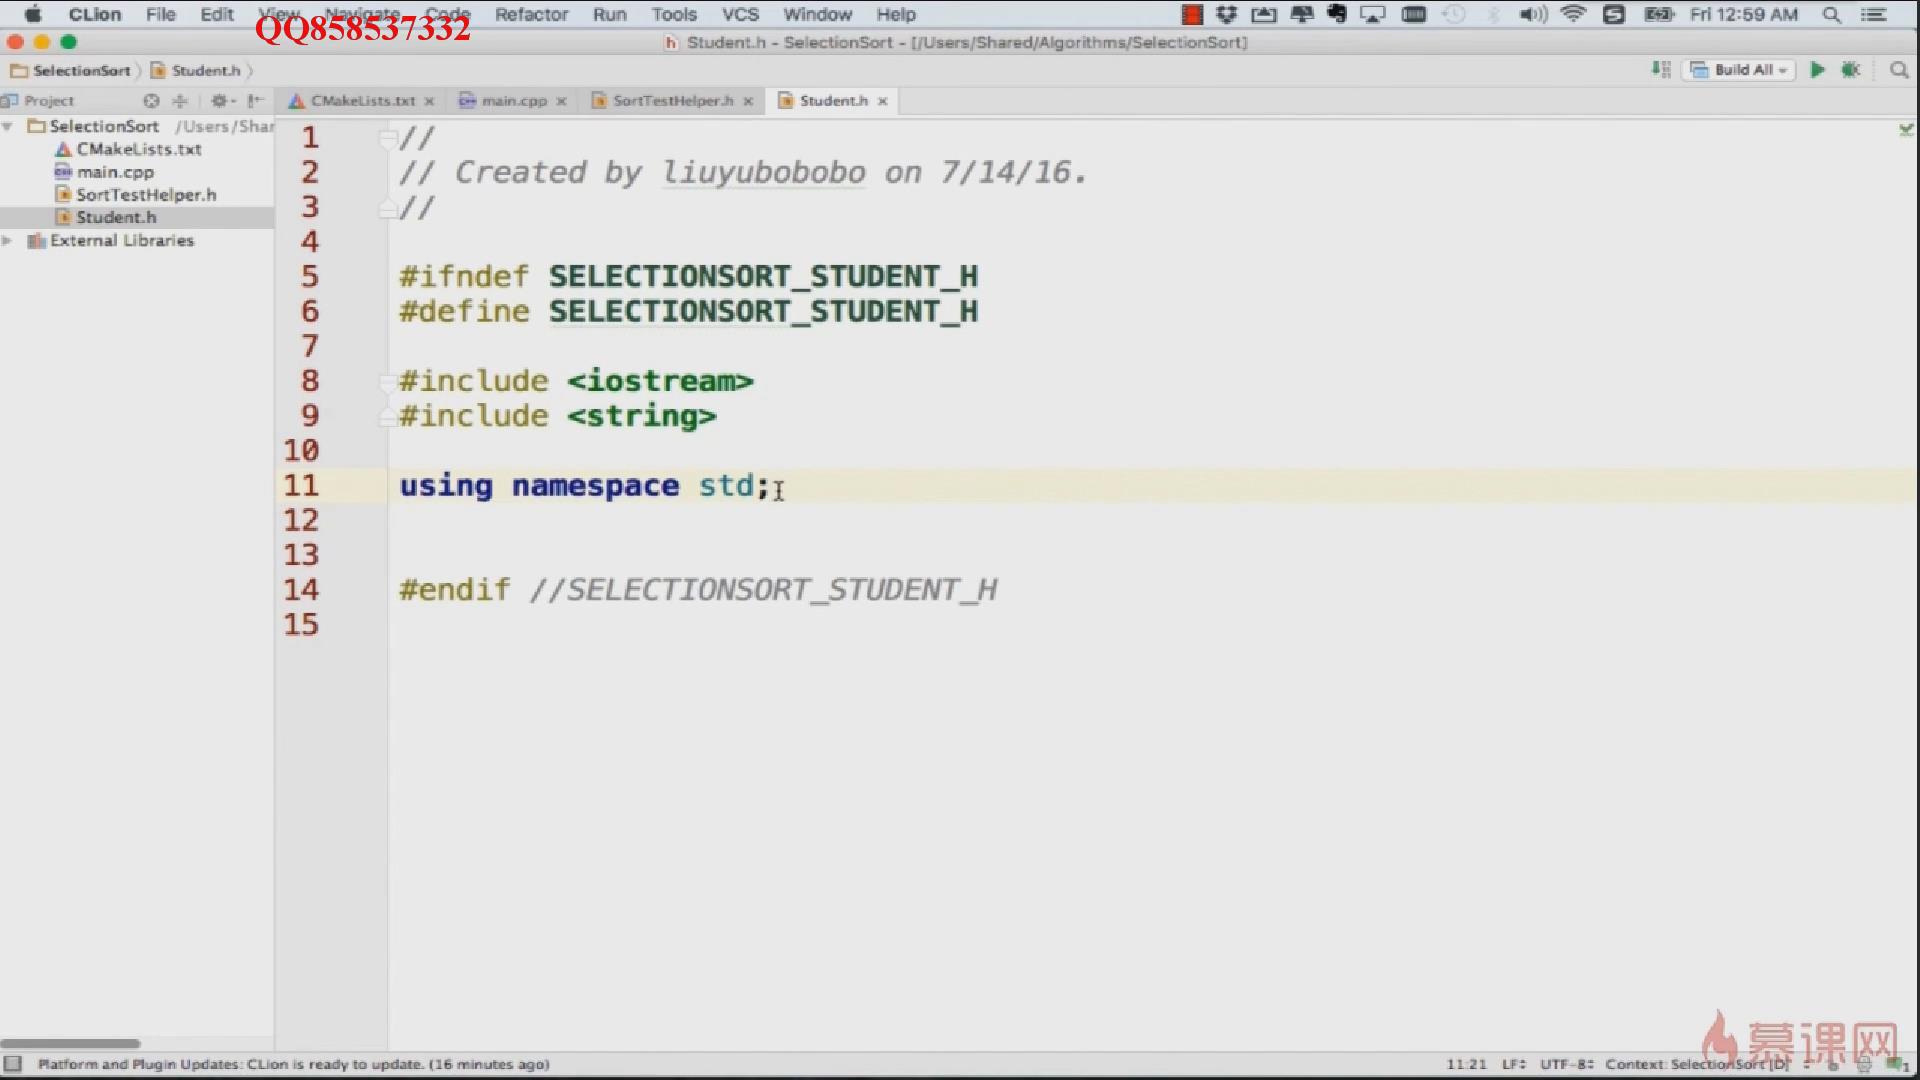 CLion File Edit View Navigate Code Refactor Run Tools VCS Window Help Fri 12:59 AM
QQ858537332
Student.h - SelectionSort - [/Users/Shared/Algorithms/SelectionSort]
SelectionSort Student.h Build All
Project CMakeLists.txt main.cpp SortTestHelper.h Student.h
SelectionSort /Users/Shar
CMakeLists.txt
main.cpp
SortTestHelper.h
Student.h
External Libraries
1 //
2 // Created by liuyubobobo on 7/14/16.
3 //
4
5 #ifndef SELECTIONSORT_STUDENT_H
6 #define SELECTIONSORT_STUDENT_H
7
8 #include <iostream>
9 #include <string>
10
11 using namespace std;
12
13
14 #endif //SELECTIONSORT_STUDENT_H
15
慕课网
Platform and Plugin Updates: CLion is ready to update. (16 minutes ago) 11:21 LF UTF-8 Context: SelectionSort [D]